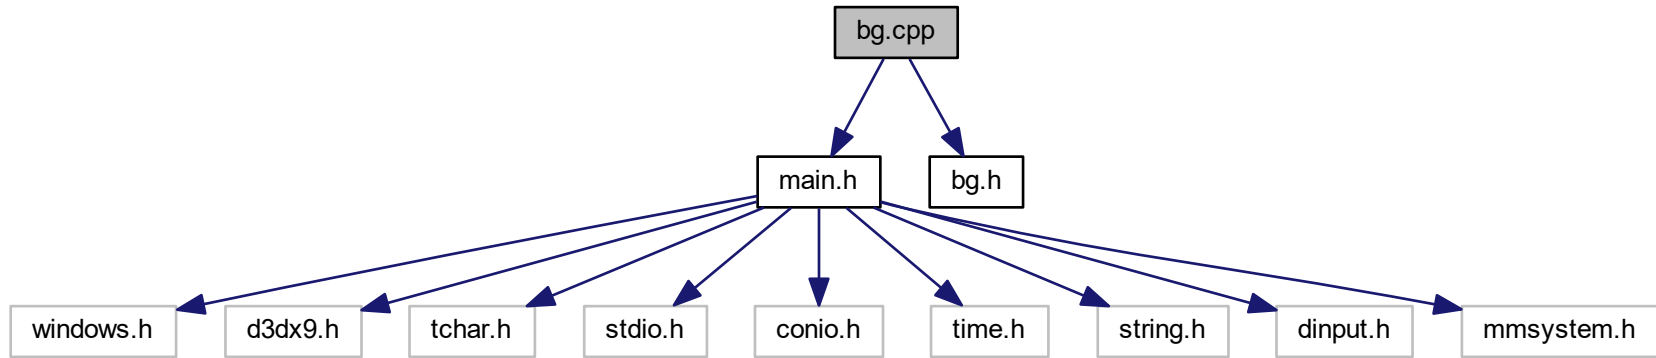 bg.cpp
main.h
bg.h
windows.h
d3dx9.h
tchar.h
stdio.h
conio.h
time.h
string.h
dinput.h
mmsystem.h